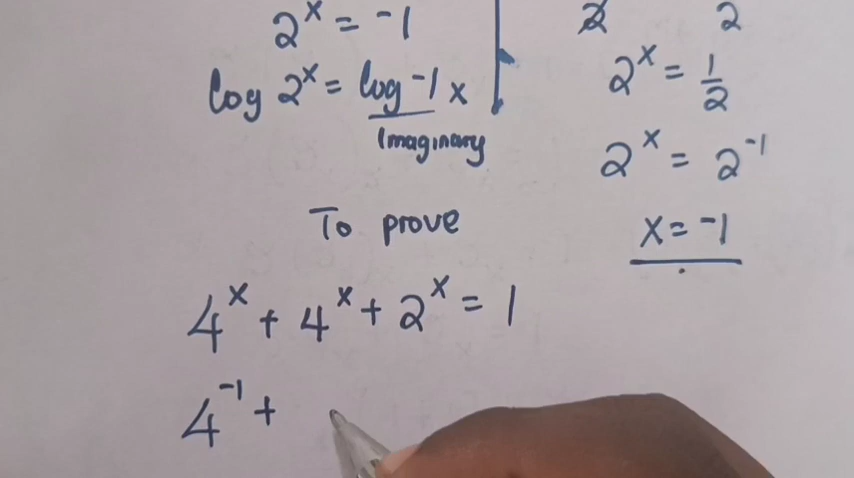 2^x = -1
log 2^x = log -1 x
Imaginary
2 2
2^x = 1/2
2^x = 2^-1
x = -1
To prove
4^x + 4^x + 2^x = 1
4^-1 +